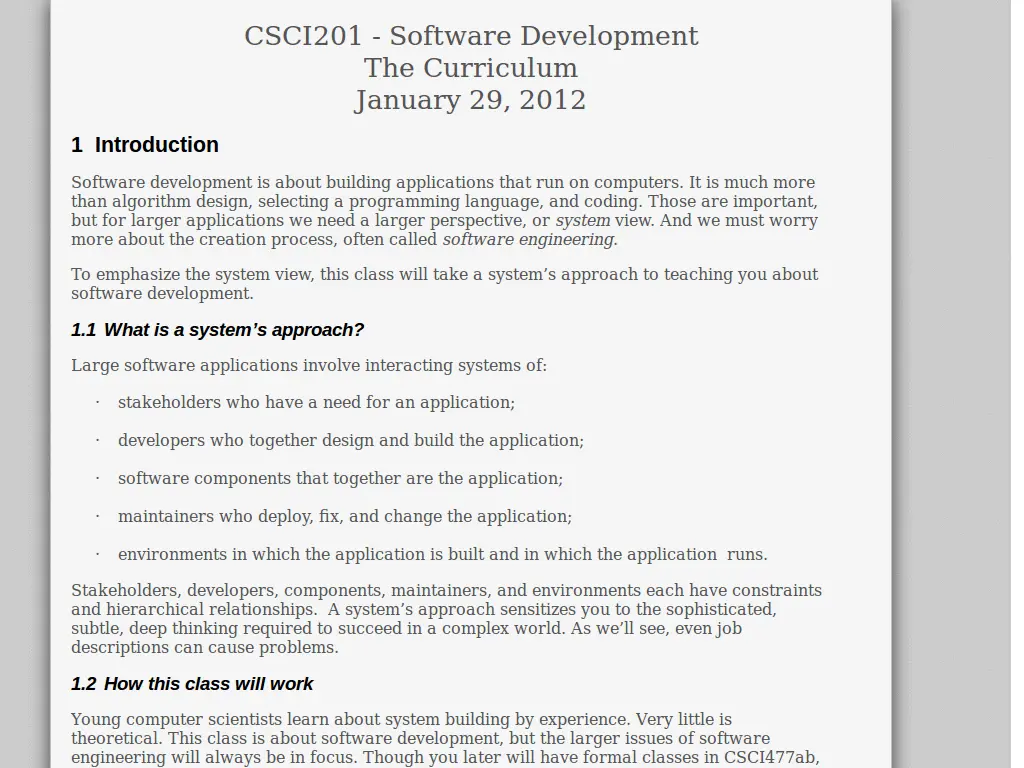 CSCI201 - Software Development
The Curriculum
January 29, 2012
1 Introduction
Software development is about building applications that run on computers. It is much more
than algorithm design, selecting a programming language, and coding. Those are important,
but for larger applications we need a larger perspective, or system view. And we must worry
more about the creation process, often called software engineering.
To emphasize the system view, this class will take a system’s approach to teaching you about
software development.
1.1 What is a system’s approach?
Large software applications involve interacting systems of:
· stakeholders who have a need for an application;
· developers who together design and build the application;
· software components that together are the application;
· maintainers who deploy, fix, and change the application;
· environments in which the application is built and in which the application  runs.
Stakeholders, developers, components, maintainers, and environments each have constraints
and hierarchical relationships.  A system’s approach sensitizes you to the sophisticated,
subtle, deep thinking required to succeed in a complex world. As we’ll see, even job
descriptions can cause problems.
1.2 How this class will work
Young computer scientists learn about system building by experience. Very little is
theoretical. This class is about software development, but the larger issues of software
engineering will always be in focus. Though you later will have formal classes in CSCI477ab,